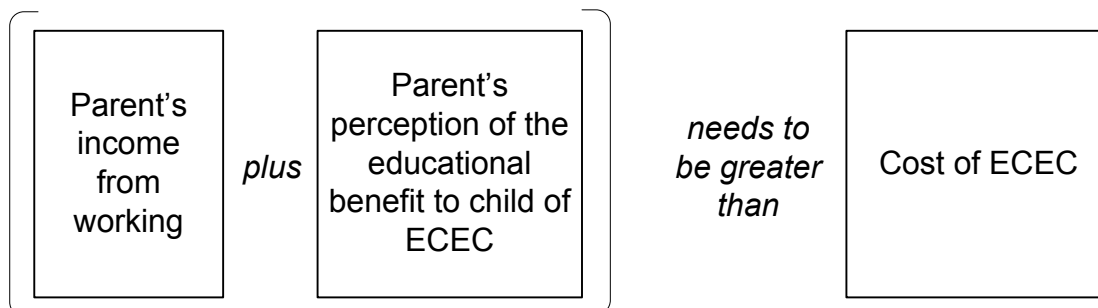 Parent's
income
from
working
plus
Parent's
perception of the
educational
benefit to child of
ECEC
needs to
be greater
than
Cost of ECEC